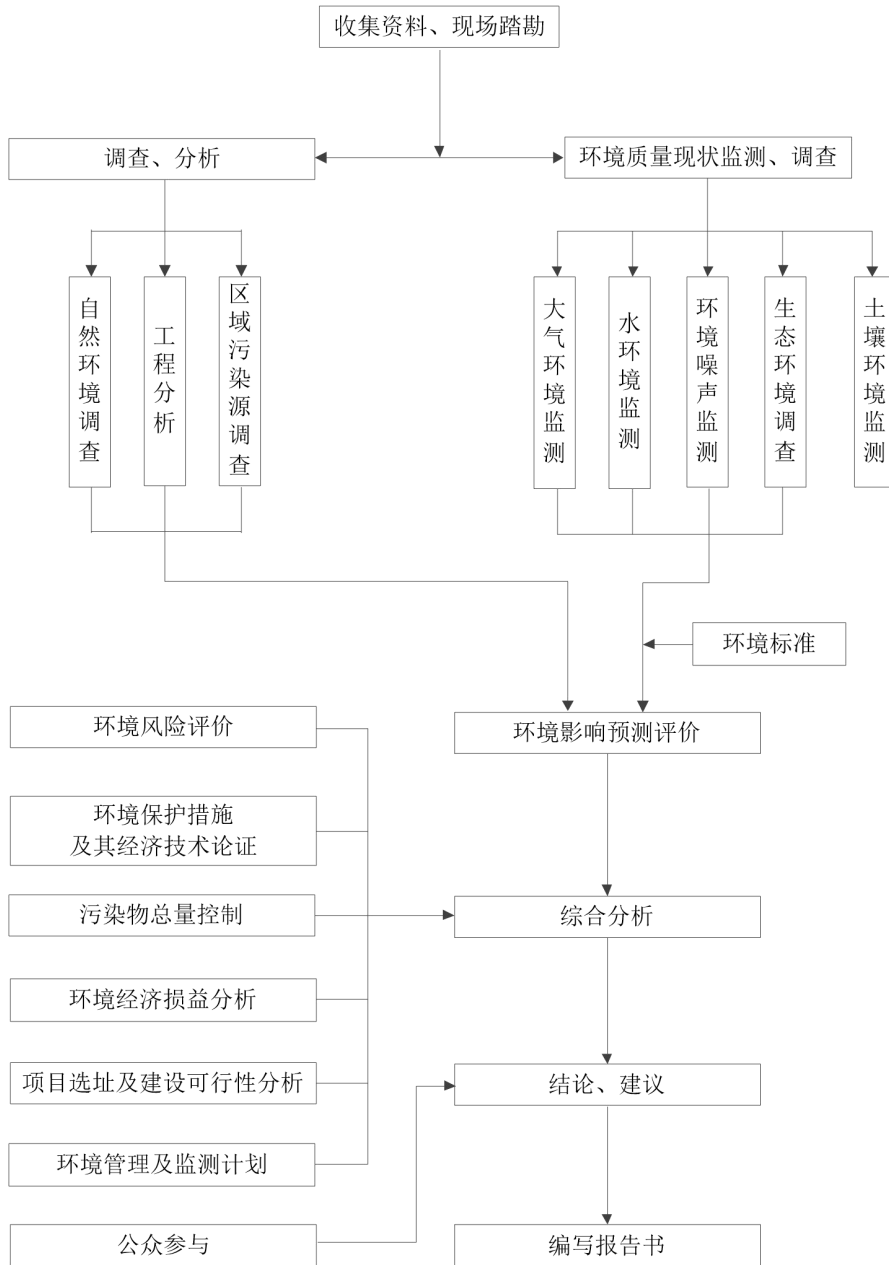 收集资料、现场踏勘
调查、分析
环境质量现状监测、调查
自然环境调查
工程分析
区域污染源调查
大气环境监测
水环境监测
环境噪声监测
生态环境调查
土壤环境监测
环境标准
环境风险评价
环境影响预测评价
环境保护措施
及其经济技术论证
污染物总量控制
综合分析
环境经济损益分析
项目选址及建设可行性分析
结论、建议
环境管理及监测计划
公众参与
编写报告书